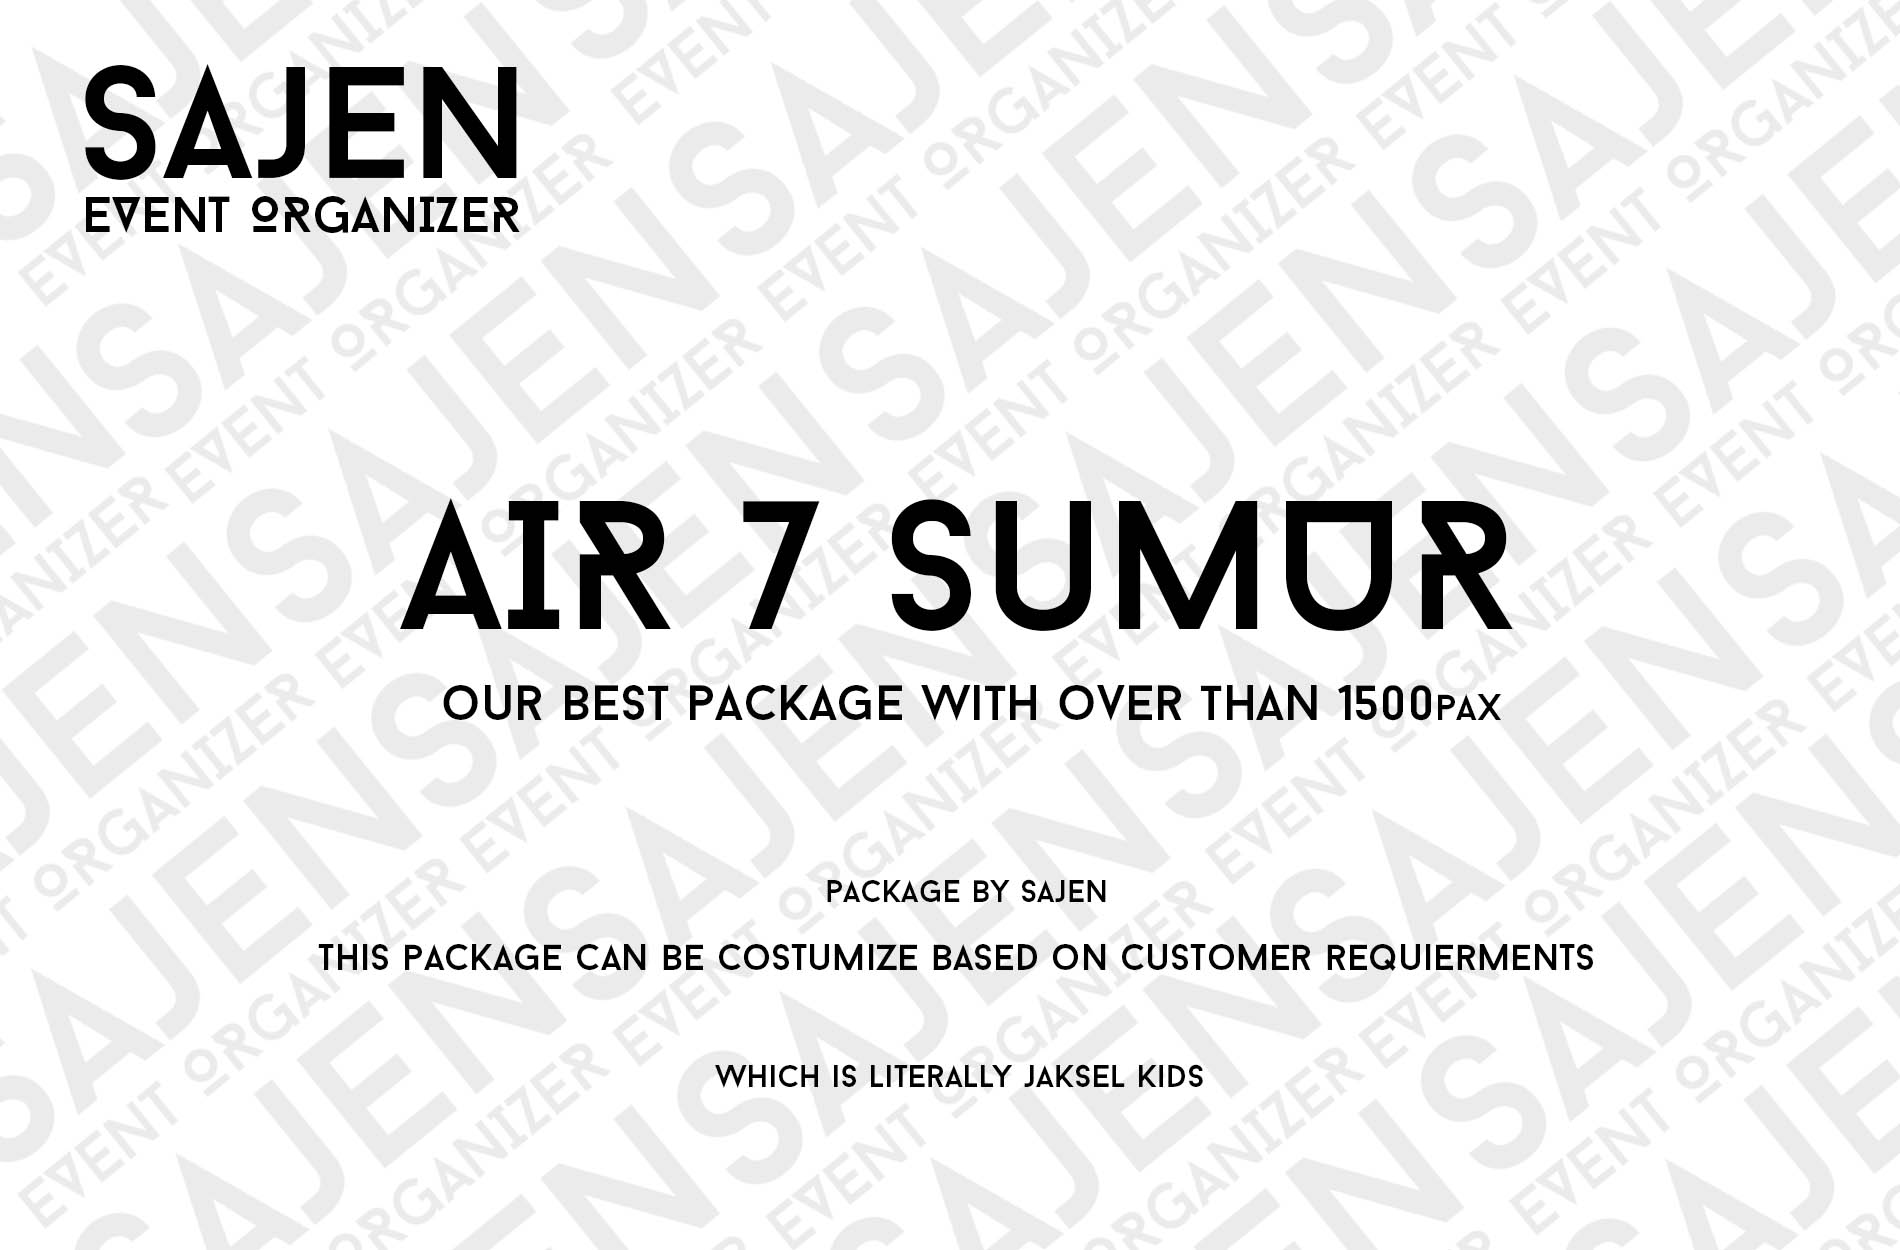 SAJEN
EVENT ORGANIZER
AIR 7 SUMUR
OUR BEST PACKAGE WITH OVER THAN 1500PAX
PACKAGE BY SAJEN
THIS PACKAGE CAN BE COSTUMIZE BASED ON CUSTOMER REQUIERMENTS
WHICH IS LITERALLY JAKSEL KIDS